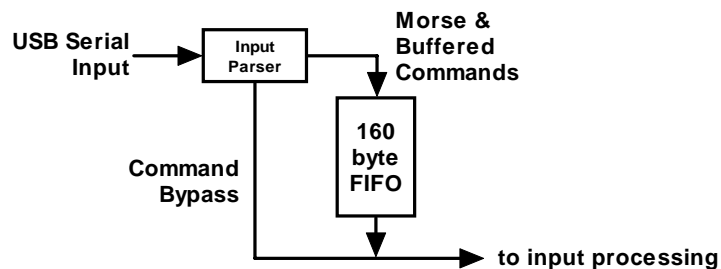 USB Serial
Input
Input
Parser
Morse &
Buffered
Commands
160
byte
FIFO
Command
Bypass
to input processing